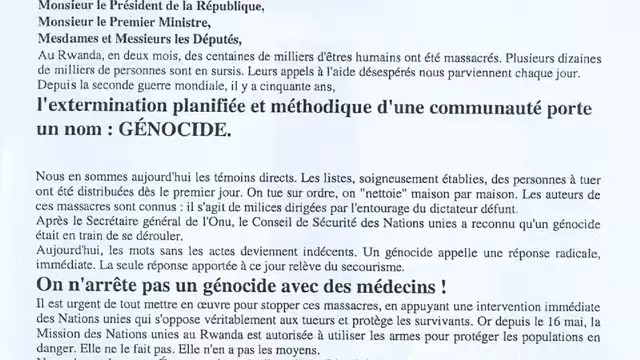 Monsieur le Président de la République,
Monsieur le Premier Ministre,
Mesdames et Messieurs les Députés,
Au Rwanda, en deux mois, des centaines de milliers d'êtres humains ont été massacrés. Plusieurs dizaines
de milliers de personnes sont en sursis. Leurs appels à l'aide désespérés nous parviennent chaque jour.
Depuis la seconde guerre mondiale, il y a cinquante ans,
l'extermination planifiée et méthodique d'une communauté porte
un nom : GÉNOCIDE.
Nous en sommes aujourd'hui les témoins directs. Les listes, soigneusement établies, des personnes à tuer
ont été distribuées dès le premier jour. On tue sur ordre, on "nettoie" maison par maison. Les auteurs de
ces massacres sont connus : il s'agit de milices dirigées par l'entourage du dictateur défunt.
Après le Secrétaire général de l'Onu, le Conseil de Sécurité des Nations unies a reconnu qu'un génocide
était en train de se dérouler.
Aujourd'hui, les mots sans les actes deviennent indécents. Un génocide appelle une réponse radicale,
immédiate. La seule réponse apportée à ce jour relève du secourisme.
On n'arrête pas un génocide avec des médecins !
Il est urgent de tout mettre en œuvre pour stopper ces massacres, en appuyant une intervention immédiate
des Nations unies qui s'oppose véritablement aux tueurs et protège les survivants. Or depuis le 16 mai, la
Mission des Nations unies au Rwanda est autorisée à utiliser les armes pour protéger les populations en
danger. Elle ne le fait pas. Elle n'en a pas les moyens.